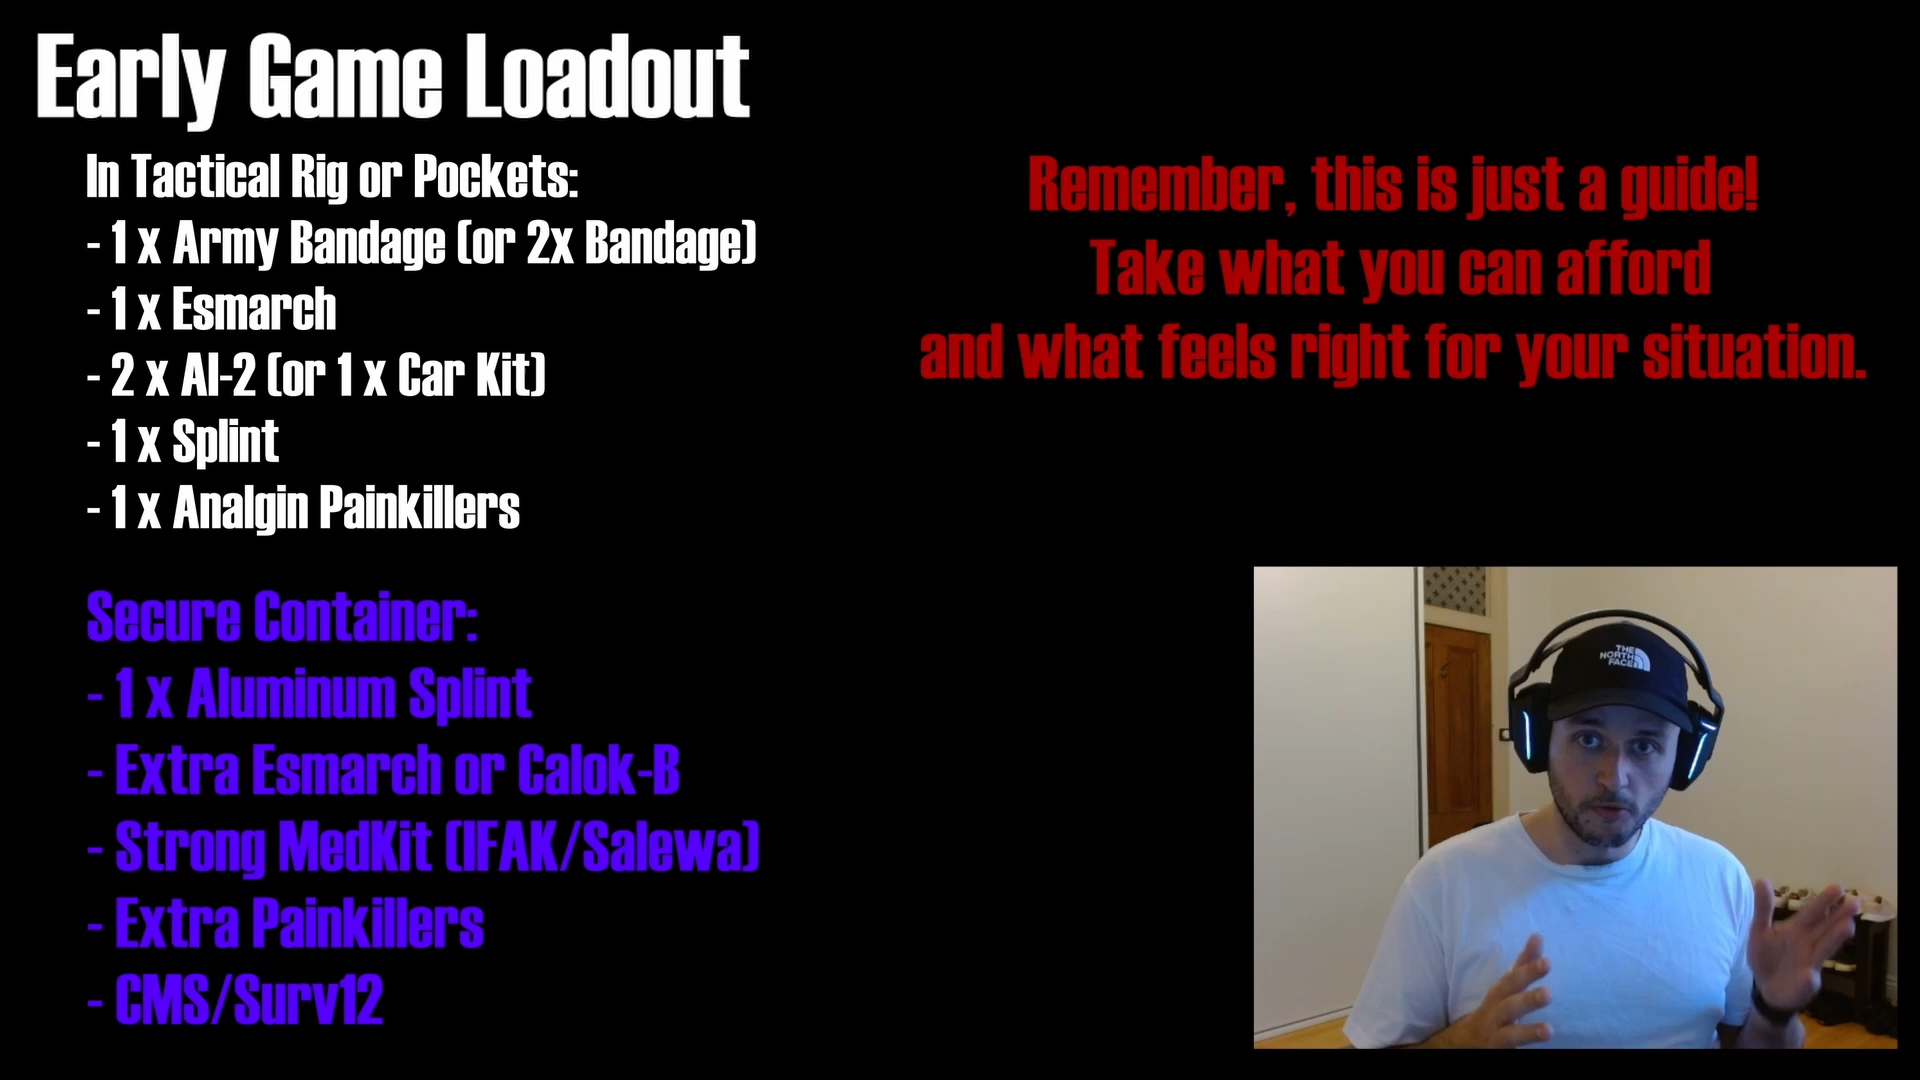 Early Game Loadout
In Tactical Rig or Pockets:
- 1 x Army Bandage (or 2x Bandage)
- 1 x Esmarch
- 2 x AI-2 (or 1 x Car Kit)
- 1 x Splint
- 1 x Analgin Painkillers
Secure Container:
- 1 x Aluminum Splint
- Extra Esmarch or Calok-B
- Strong MedKit (IFAK/Salewa)
- Extra Painkillers
- CMS/Surv12
Remember, this is just a guide!
Take what you can afford
and what feels right for your situation.
THE
NORTH
FACE